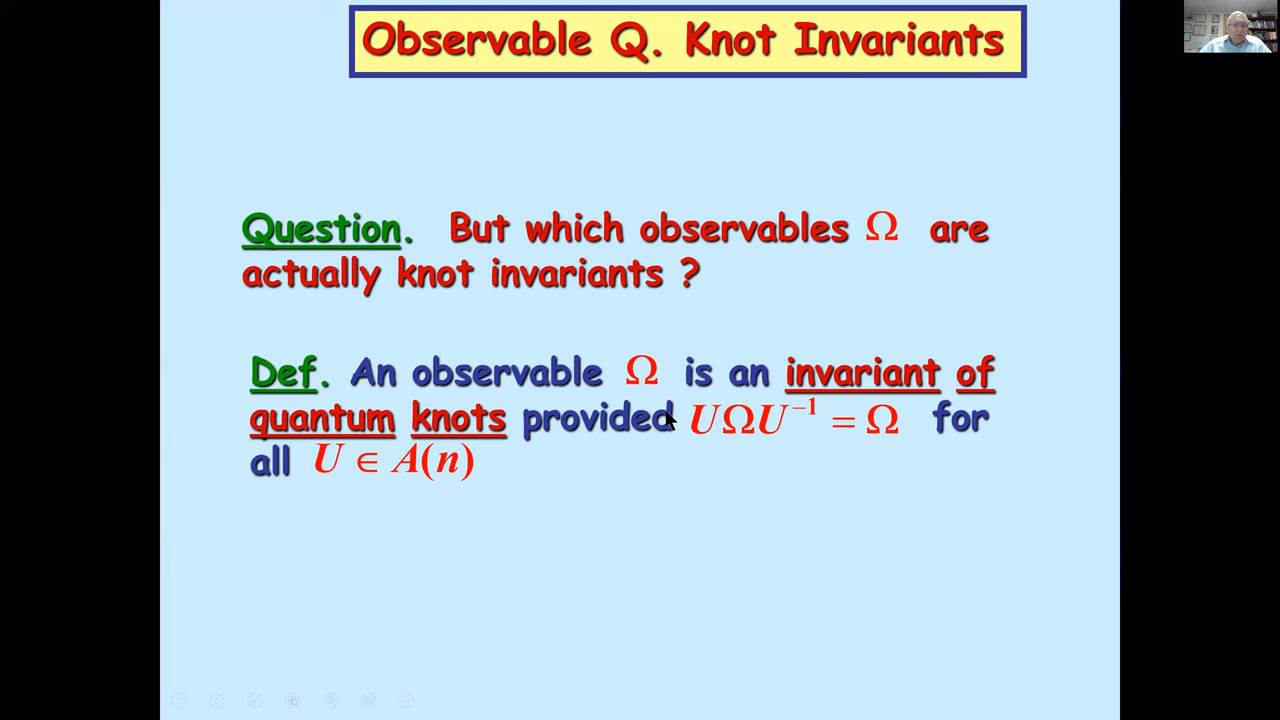 Observable Q. Knot Invariants
Question. But which observables Ω are
actually knot invariants ?
Def. An observable Ω is an invariant of
quantum knots provided UΩU⁻¹ = Ω for
all U ∈ A(n)